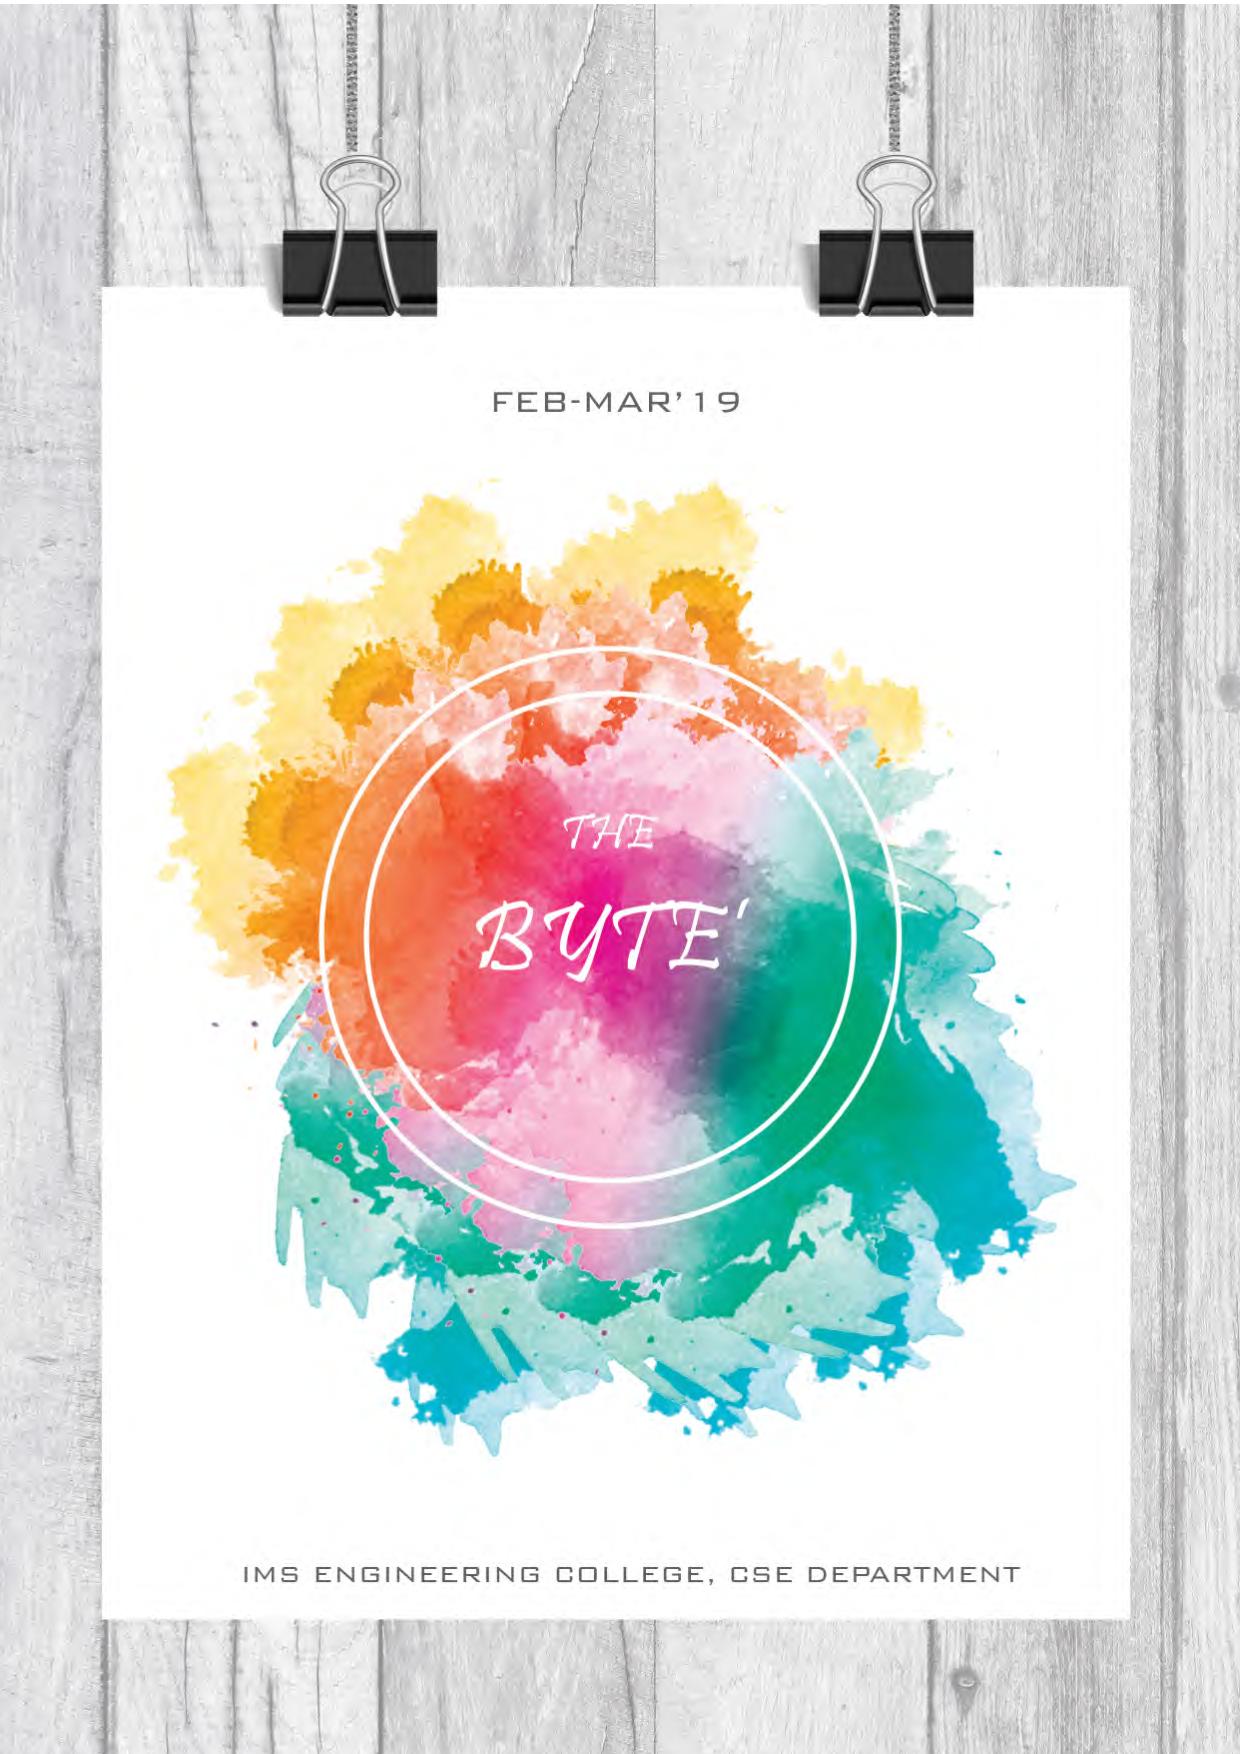 FEB-MAR'19
THE
BYTE'
IMS ENGINEERING COLLEGE, CSE DEPARTMENT